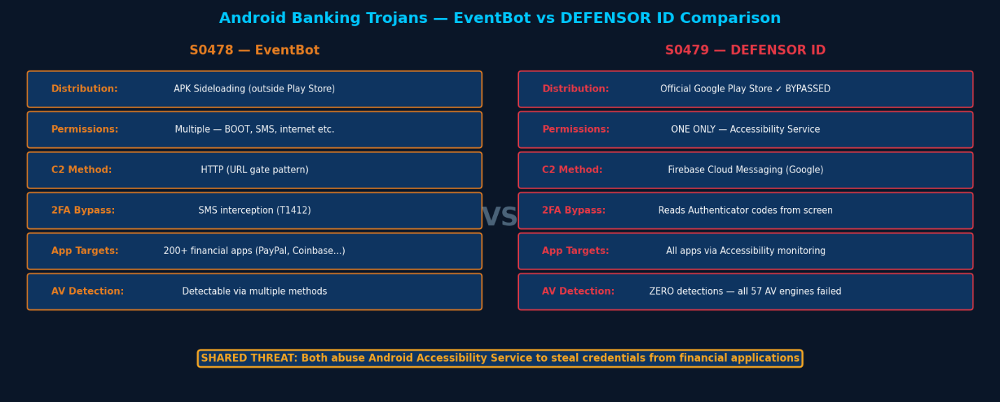 Android Banking Trojans — EventBot vs DEFENSOR ID Comparison
S0478 — EventBot
Distribution: APK Sideloading (outside Play Store)
Permissions: Multiple — BOOT, SMS, internet etc.
C2 Method: HTTP (URL gate pattern)
2FA Bypass: SMS interception (T1412)
App Targets: 200+ financial apps (PayPal, Coinbase...)
AV Detection: Detectable via multiple methods
VS
S0479 — DEFENSOR ID
Distribution: Official Google Play Store ✓ BYPASSED
Permissions: ONE ONLY — Accessibility Service
C2 Method: Firebase Cloud Messaging (Google)
2FA Bypass: Reads Authenticator codes from screen
App Targets: All apps via Accessibility monitoring
AV Detection: ZERO detections — all 57 AV engines failed
SHARED THREAT: Both abuse Android Accessibility Service to steal credentials from financial applications